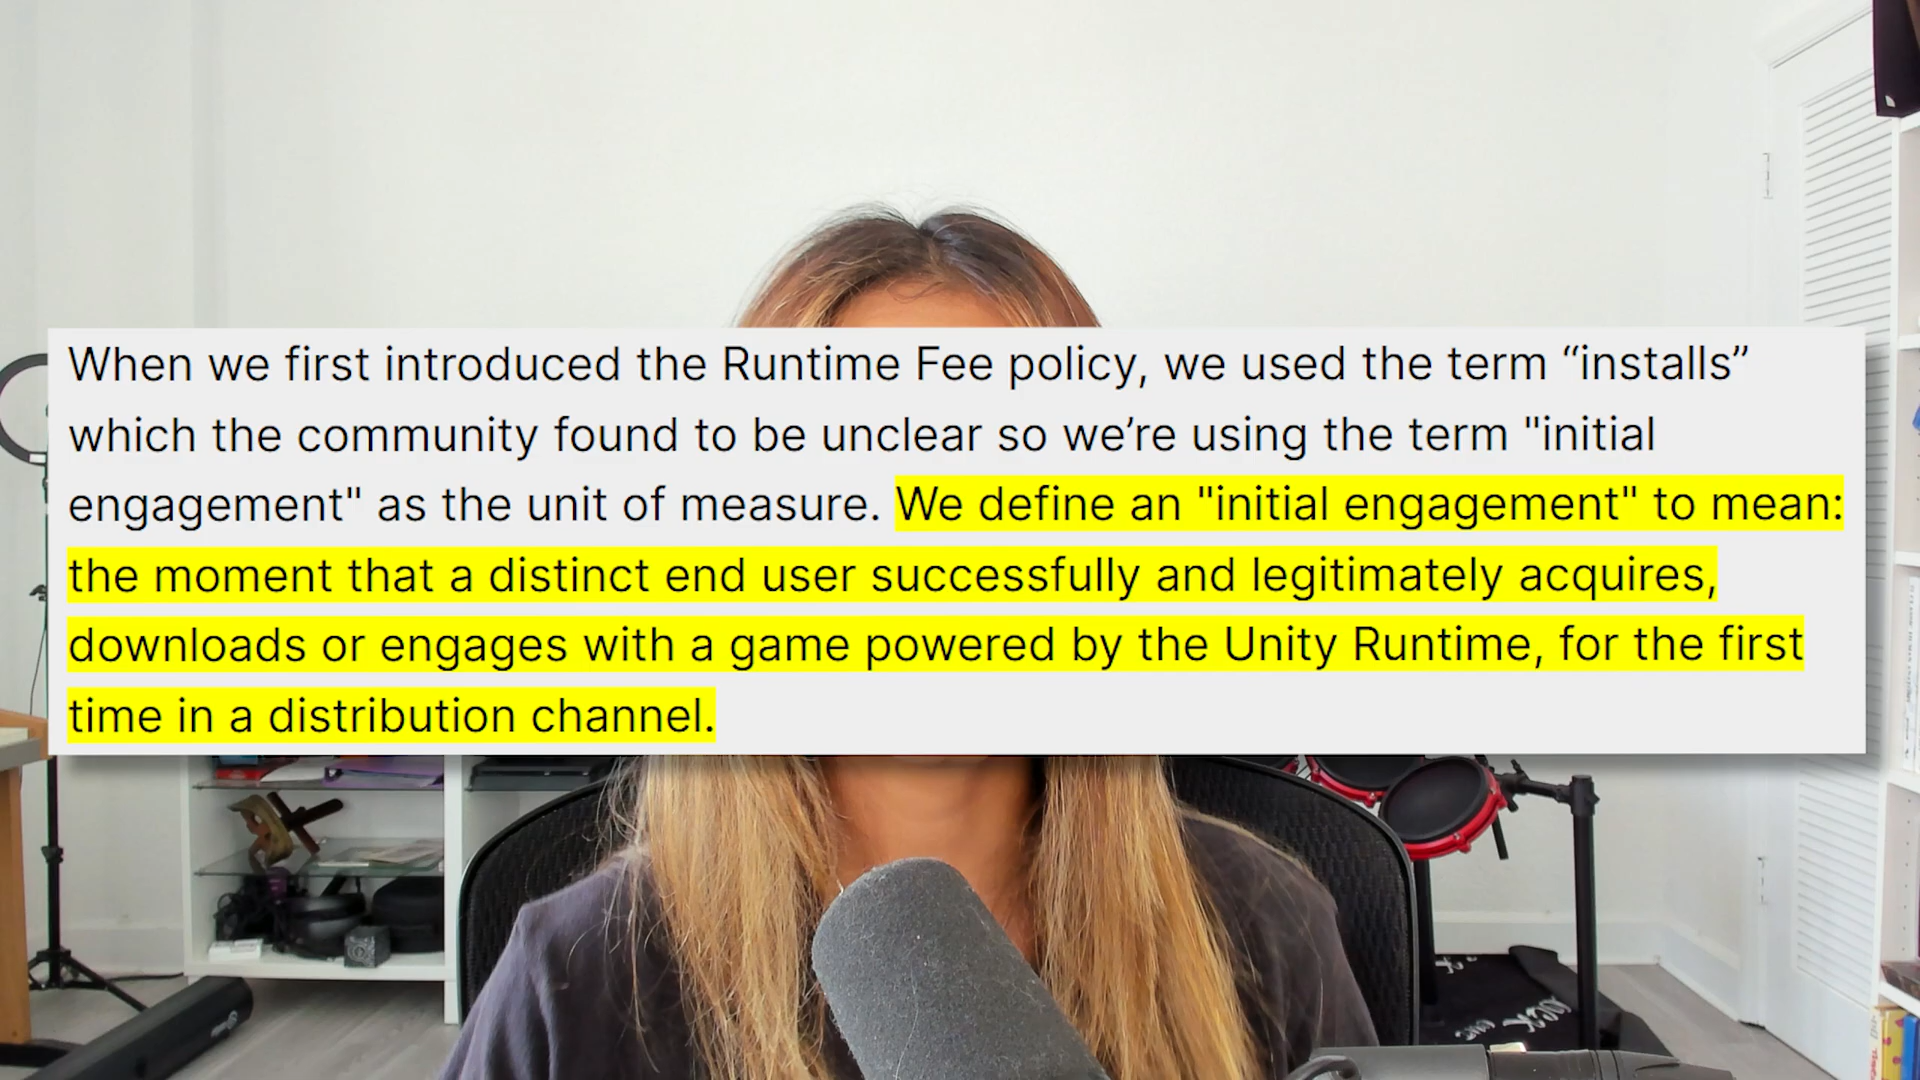 When we first introduced the Runtime Fee policy, we used the term “installs”
which the community found to be unclear so we’re using the term "initial
engagement" as the unit of measure. We define an "initial engagement" to mean:
the moment that a distinct end user successfully and legitimately acquires,
downloads or engages with a game powered by the Unity Runtime, for the first
time in a distribution channel.